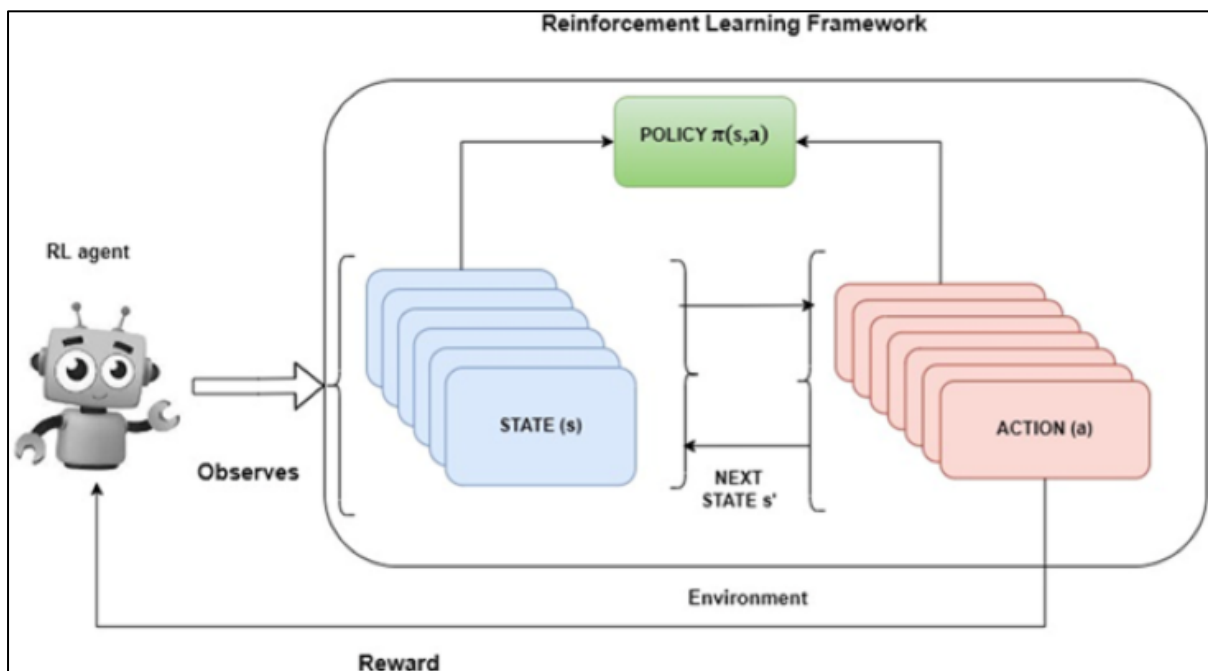 Reinforcement Learning Framework
POLICY π(s,a)
RL agent
STATE (s)
ACTION (a)
Observes
NEXT
STATE s'
Environment
Reward